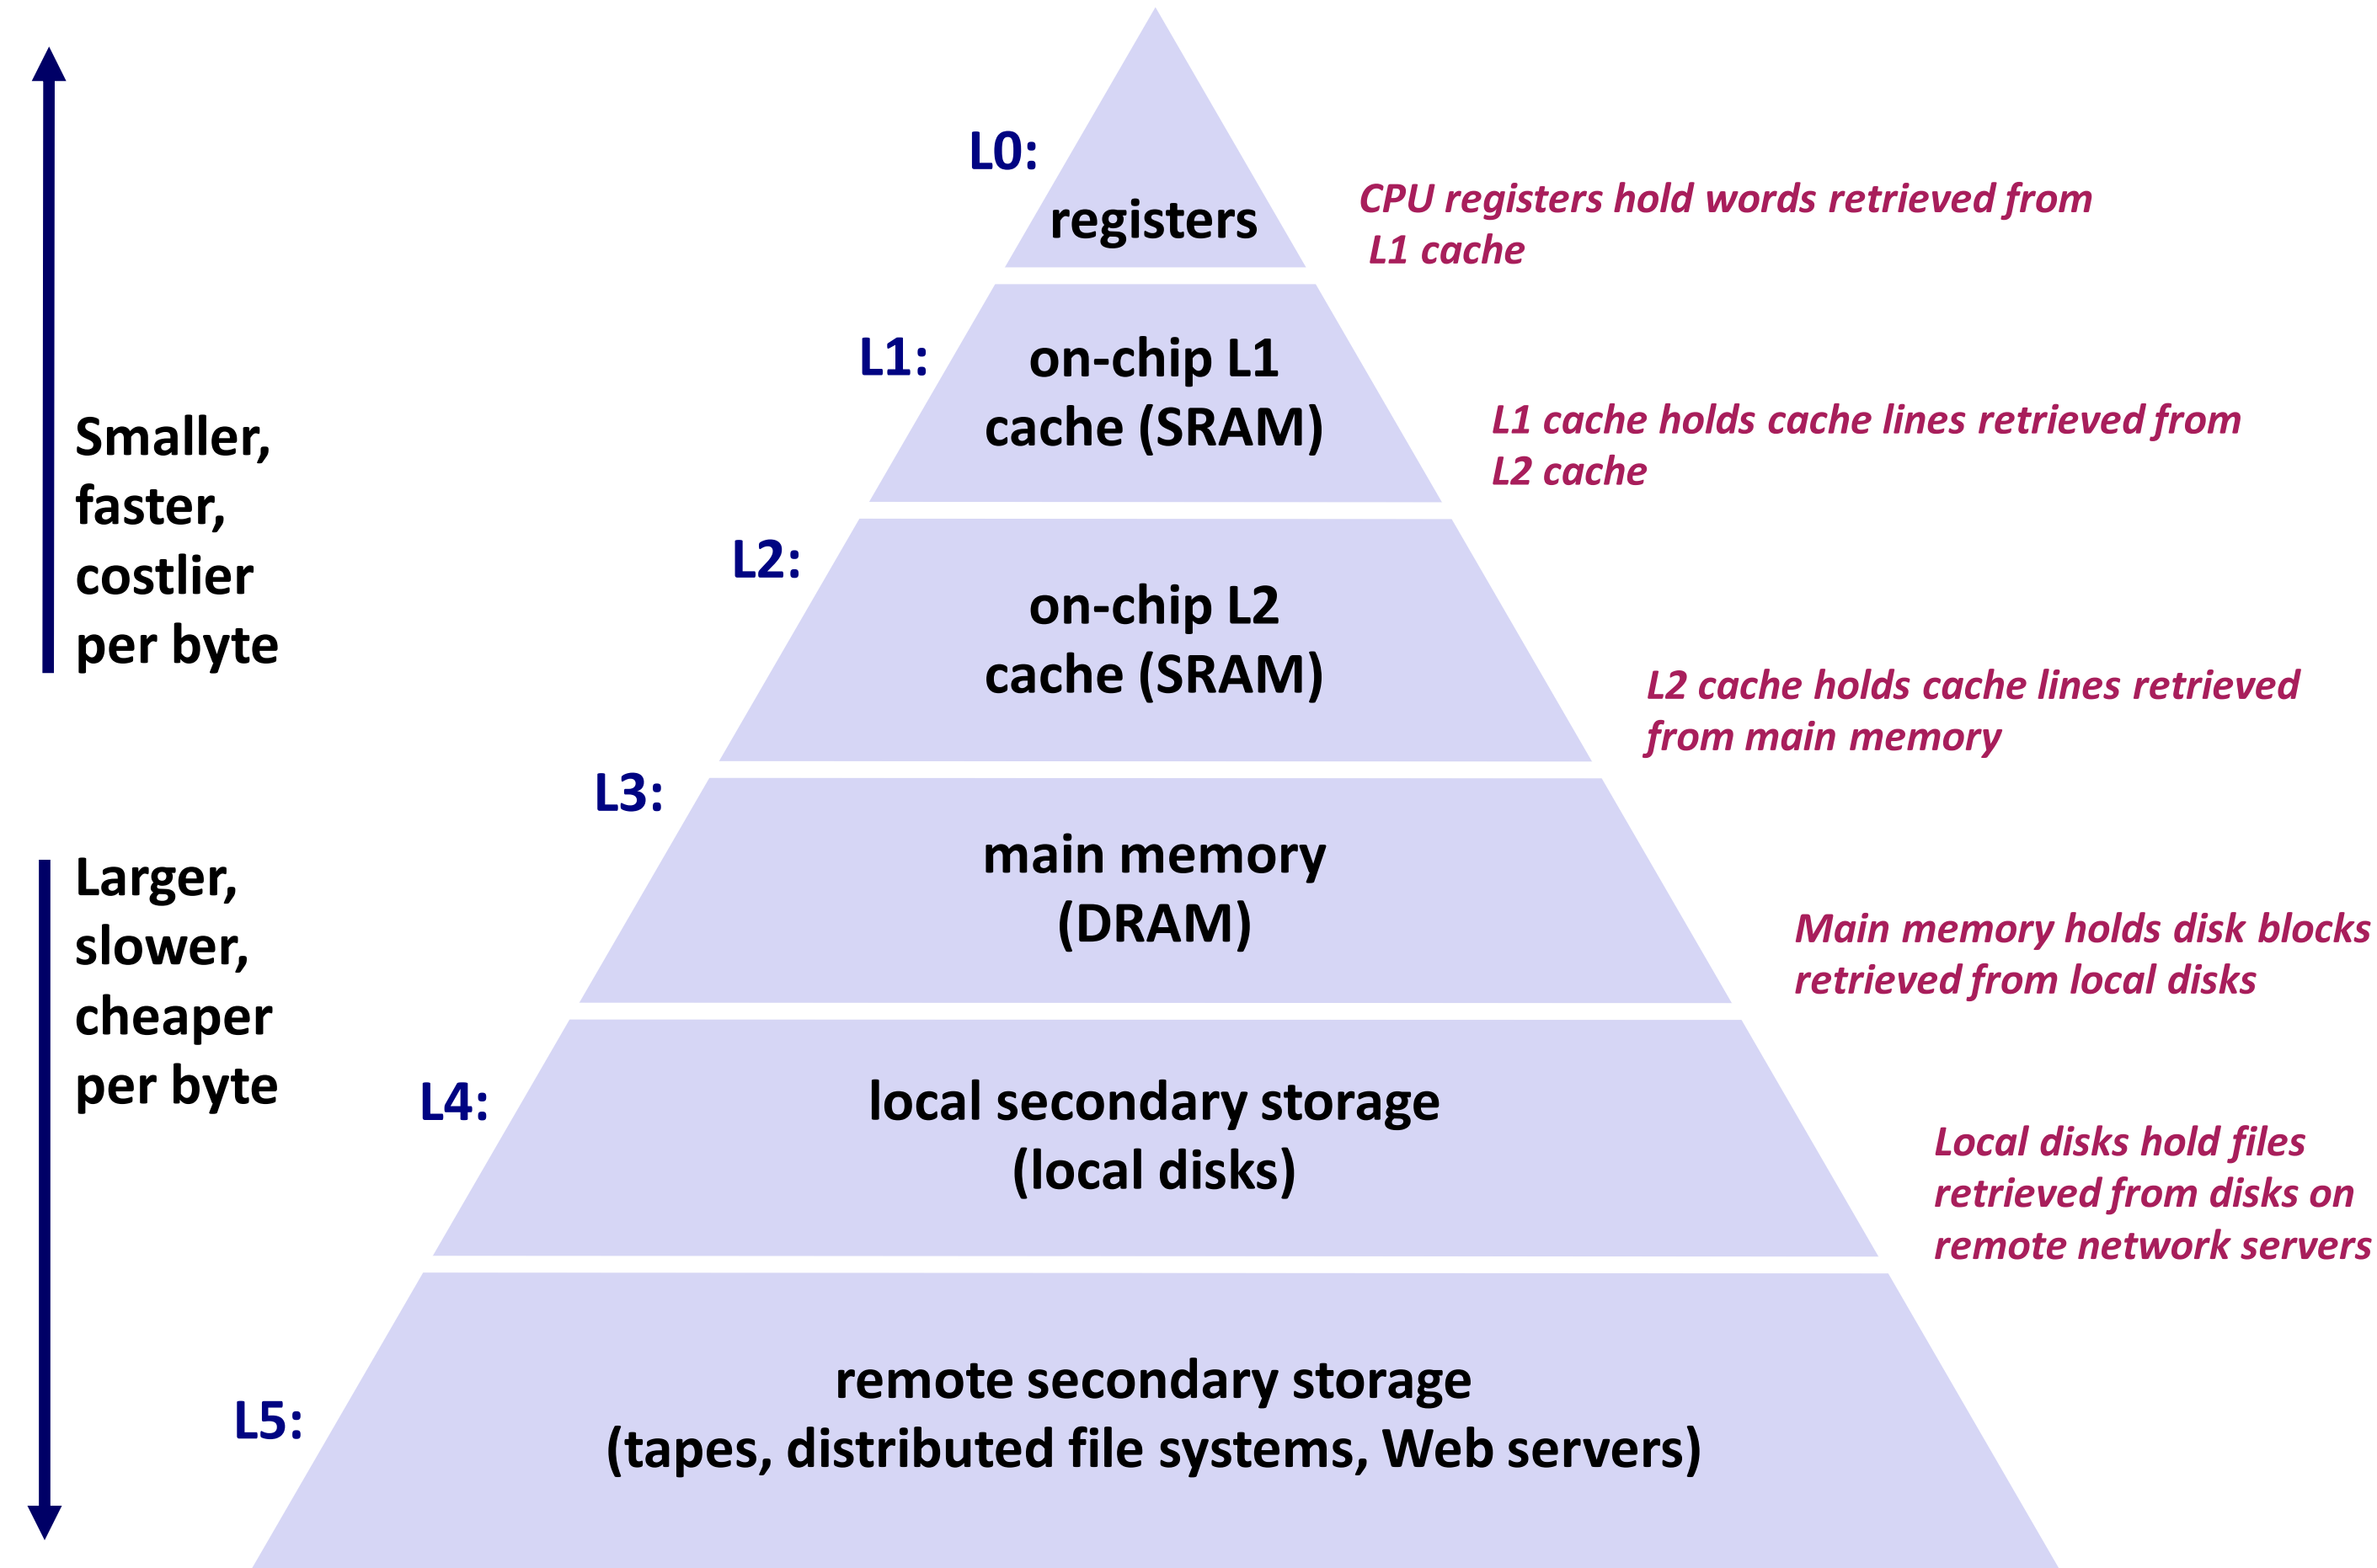 L0:
registers
CPU registers hold words retrieved from
L1 cache
L1:
on-chip L1
cache (SRAM)
L1 cache holds cache lines retrieved from
L2 cache
Smaller,
faster,
costlier
per byte
L2:
on-chip L2
cache (SRAM)
L2 cache holds cache lines retrieved
from main memory
L3:
main memory
(DRAM)
Main memory holds disk blocks
retrieved from local disks
Larger,
slower,
cheaper
per byte
L4:
local secondary storage
(local disks)
Local disks hold files
retrieved from disks on
remote network servers
L5:
remote secondary storage
(tapes, distributed file systems, Web servers)